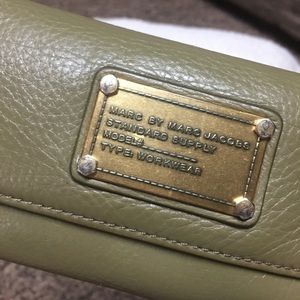 MARC BY MARC JACOBS
STANDARD SUPPLY
MODEL#
TYPE: WORKWEAR